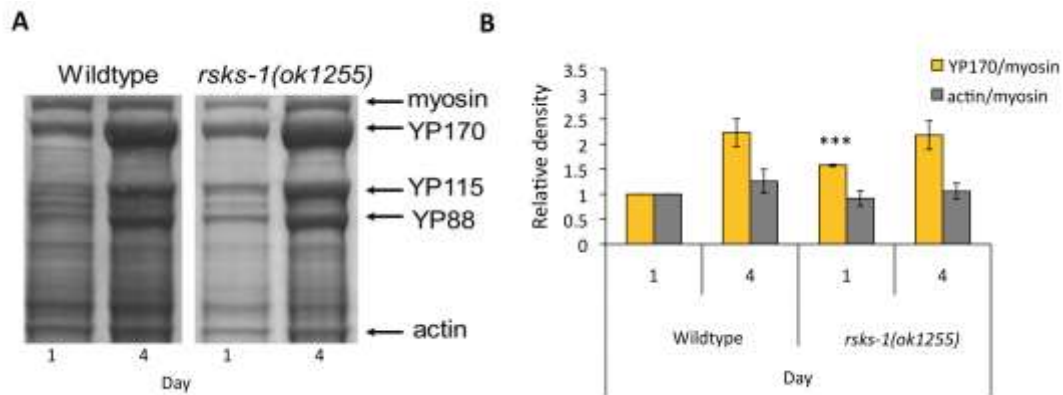 A
Wildtype rsks-1(ok1255)
myosin
YP170
YP115
YP88
actin
1 4 1 4
Day
B
YP170/myosin
actin/myosin
Relative density
3.5
3
2.5
2
1.5
1
0.5
0
***
1 4 1 4
Wildtype rsks-1(ok1255)
Day